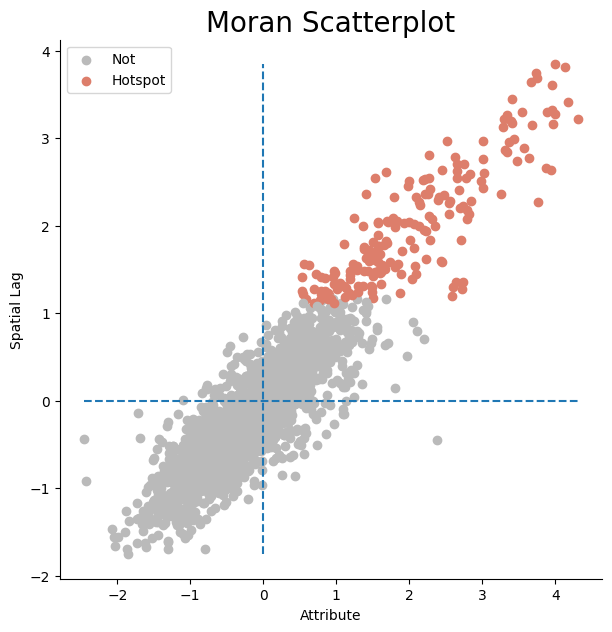 Moran Scatterplot
Not
Hotspot
Spatial Lag
4
3
2
1
0
−1
−2
−2 −1 0 1 2 3 4
Attribute